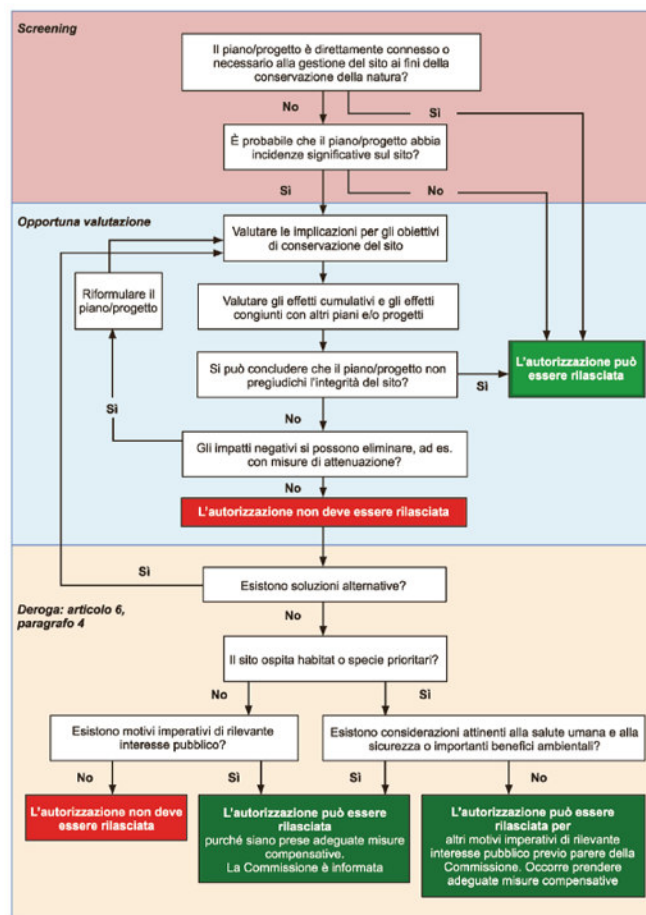 Screening
Il piano/progetto è direttamente connesso o
necessario alla gestione del sito ai fini della
conservazione della natura?
No
Sì
È probabile che il piano/progetto abbia
incidenze significative sul sito?
Sì
No
Opportuna valutazione
Valutare le implicazioni per gli obiettivi
di conservazione del sito
Riformulare il
piano/progetto
Valutare gli effetti cumulativi e gli effetti
congiunti con altri piani e/o progetti
Si può concludere che il piano/progetto non
pregiudichi l'integrità del sito?
Sì
L'autorizzazione può
essere rilasciata
Sì
No
Gli impatti negativi si possono eliminare, ad es.
con misure di attenuazione?
No
L'autorizzazione non deve essere rilasciata
Sì
Esistono soluzioni alternative?
Deroga: articolo 6,
paragrafo 4
No
Il sito ospita habitat o specie prioritari?
No
Sì
Esistono motivi imperativi di rilevante
interesse pubblico?
Esistono considerazioni attinenti alla salute umana e alla
sicurezza o importanti benefici ambientali?
No
Sì
Sì
No
L'autorizzazione non deve
essere rilasciata
L'autorizzazione può essere
rilasciata
purché siano prese adeguate misure
compensative.
La Commissione è informata
L'autorizzazione può essere
rilasciata per
altri motivi imperativi di rilevante
interesse pubblico previo parere della
Commissione. Occorre prendere
adeguate misure compensative